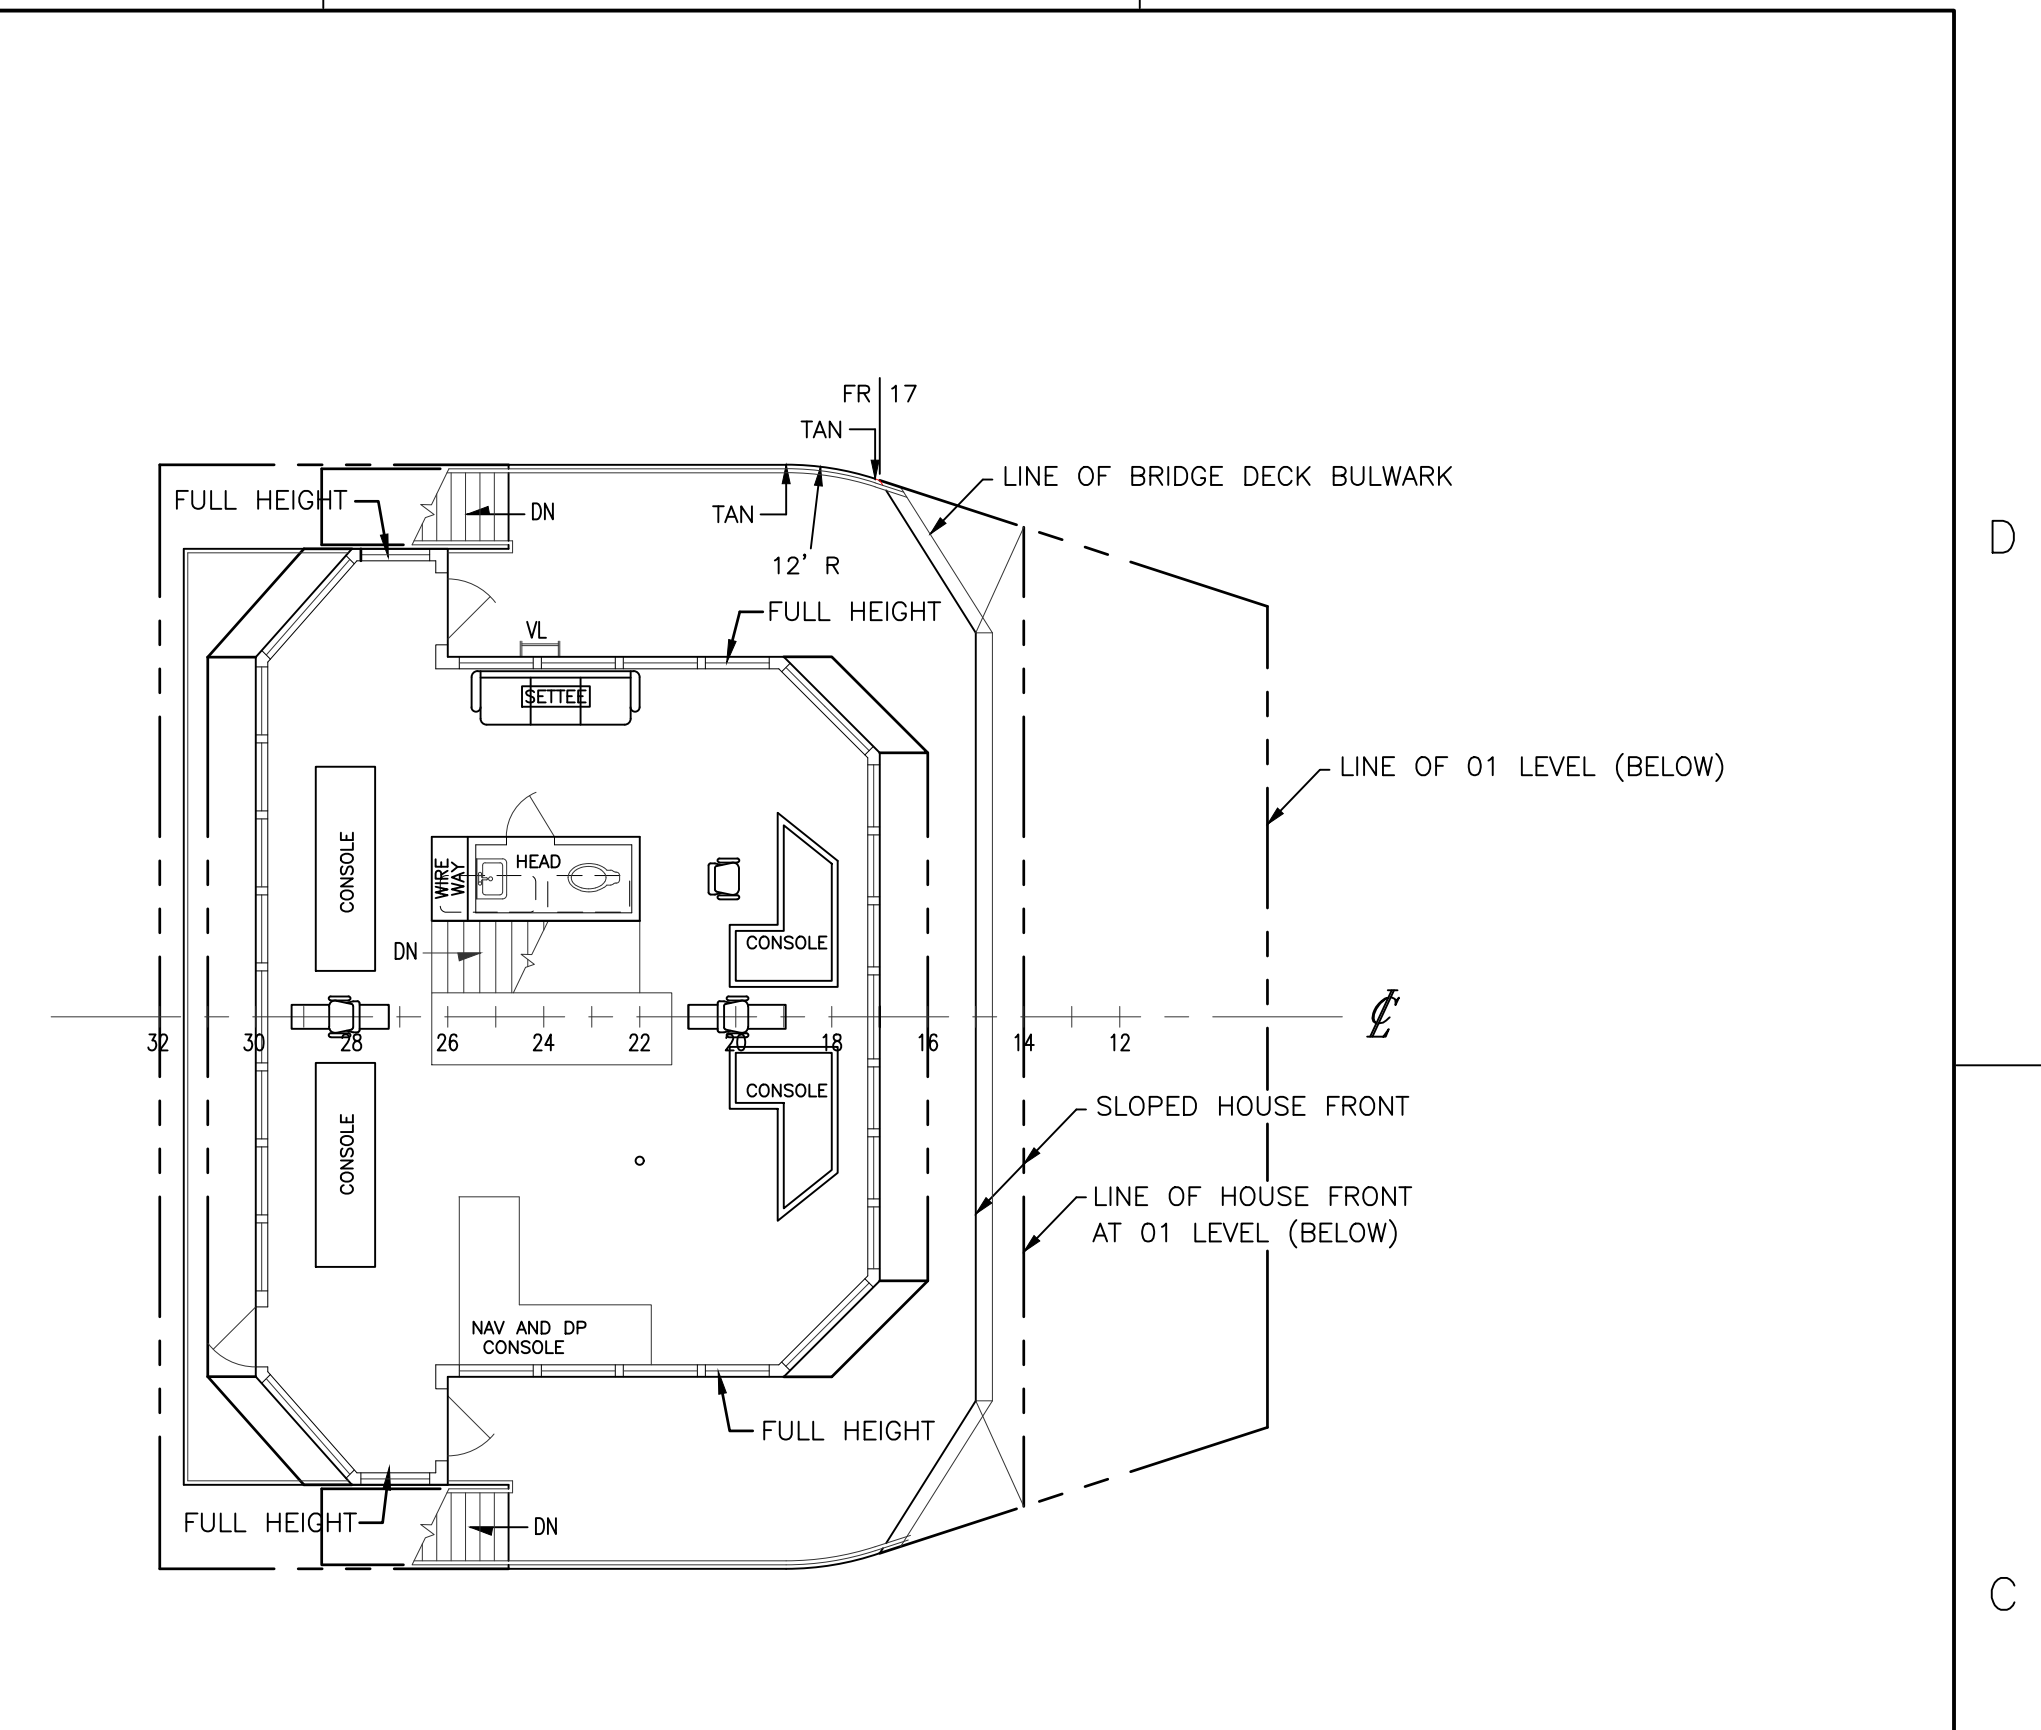 FR 17
TAN
LINE OF BRIDGE DECK BULWARK
FULL HEIGHT
DN
TAN
D
12' R
FULL HEIGHT
VL
SETTEE
LINE OF 01 LEVEL (BELOW)
CONSOLE
WIRE
WAY
HEAD
CONSOLE
DN
℄
32 30 28 26 24 22 20 18 16 14 12
CONSOLE
SLOPED HOUSE FRONT
CONSOLE
LINE OF HOUSE FRONT
AT 01 LEVEL (BELOW)
NAV AND DP
CONSOLE
FULL HEIGHT
FULL HEIGHT
DN
C